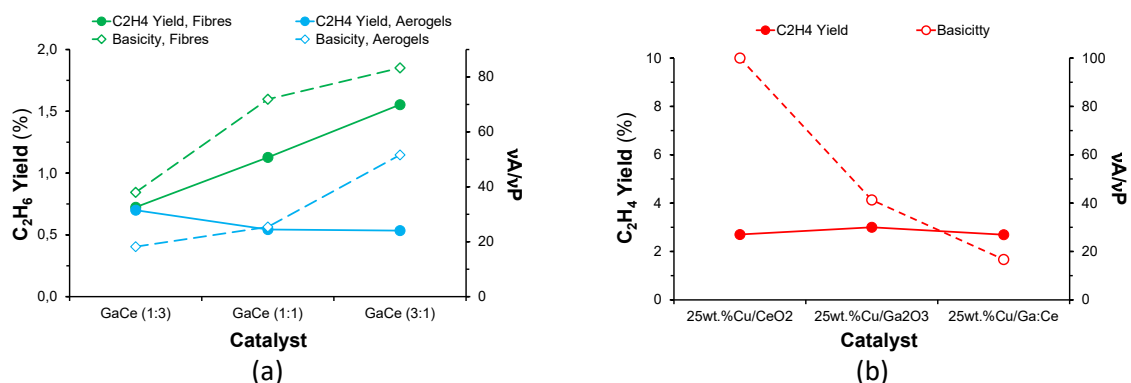 C2H4 Yield, Fibres
C2H4 Yield, Aerogels
Basicity, Fibres
Basicity, Aerogels
2,0
1,5
1,0
0,5
0,0
C₂H₆ Yield (%)
80
60
40
20
0
νA/νP
GaCe (1:3)
GaCe (1:1)
GaCe (3:1)
Catalyst
(a)
C2H4 Yield
Basicitty
10
8
6
4
2
0
C₂H₄ Yield (%)
100
80
60
40
20
0
νA/νP
25wt.%Cu/CeO2
25wt.%Cu/Ga2O3
25wt.%Cu/Ga:Ce
Catalyst
(b)